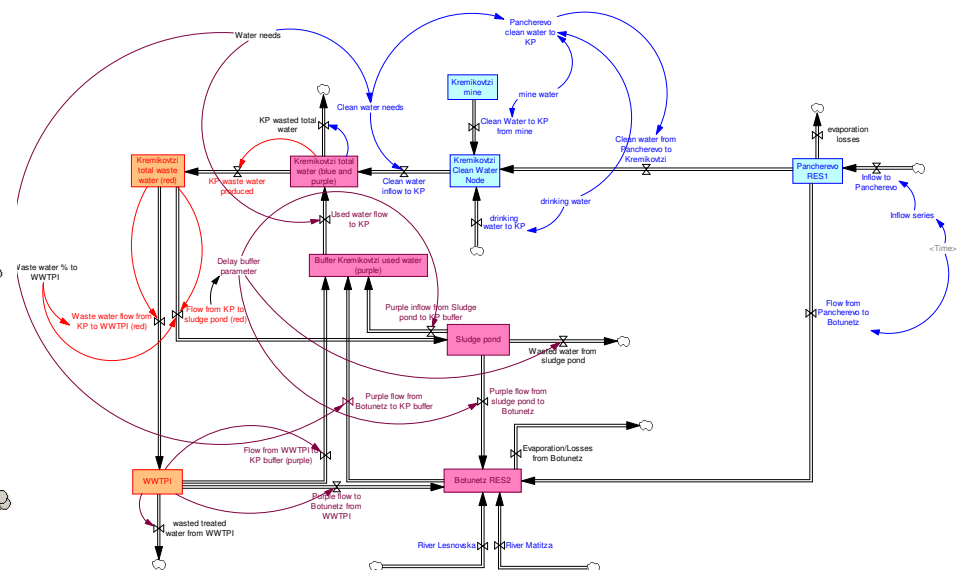 Water needs
Pancherevo
clean water to
KP
Kremikovtzi
mine
mine water
Clean water needs
KP wasted total
water
Clean Water to KP
from mine
evaporation
losses
Clean water from
Pancherevo to
Kremikovtzi
Kremikovtzi
total waste
water (red)
KP waste water
produced
Kremikovtzi total
water (blue and
purple)
Clean water
inflow to KP
Kremikovtzi
Clean Water
Node
Pancherevo
RES1
Inflow to
Pancherevo
drinking water
Inflow series
Used water flow
to KP
drinking
water to KP
<Time>
Delay buffer
parameter
Buffer Kremikovtzi used water
(purple)
Waste water % to
WWTPI
Waste water flow from
KP to WWTPI (red)
Flow from KP to
sludge pond (red)
Purple inflow from Sludge
pond to KP buffer
Flow from
Pancherevo to
Botunetz
Sludge pond
Wasted water from
sludge pond
Purple flow from
Botunetz to KP buffer
Purple flow from
sludge pond to
Botunetz
Flow from WWTPI to
KP buffer (purple)
Evaporation/Losses
from Botunetz
WWTPI
Botunetz RES2
Purple flow to
Botunetz from
WWTPI
wasted treated
water from WWTPI
River Lesnovska
River Matitza